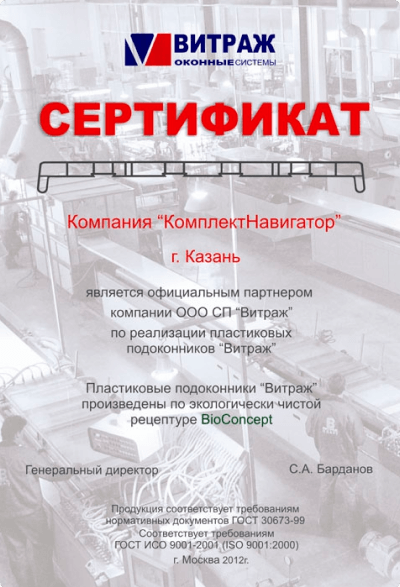 ВИТРАЖ
ОКОННЫЕ СИСТЕМЫ
СЕРТИФИКАТ
Компания “КомплектНавигатор”
г. Казань
является официальным партнером
компании ООО СП “Витраж”
по реализации пластиковых
подоконников “Витраж”
Пластиковые подоконники “Витраж”
произведены по экологически чистой
рецептуре BioConcept
Генеральный директор С.А. Барданов
Продукция соответствует требованиям
нормативных документов ГОСТ 30673-99
Соответствует требованиям
ГОСТ ИСО 9001-2001 (ISO 9001:2000)
г. Москва 2012г.